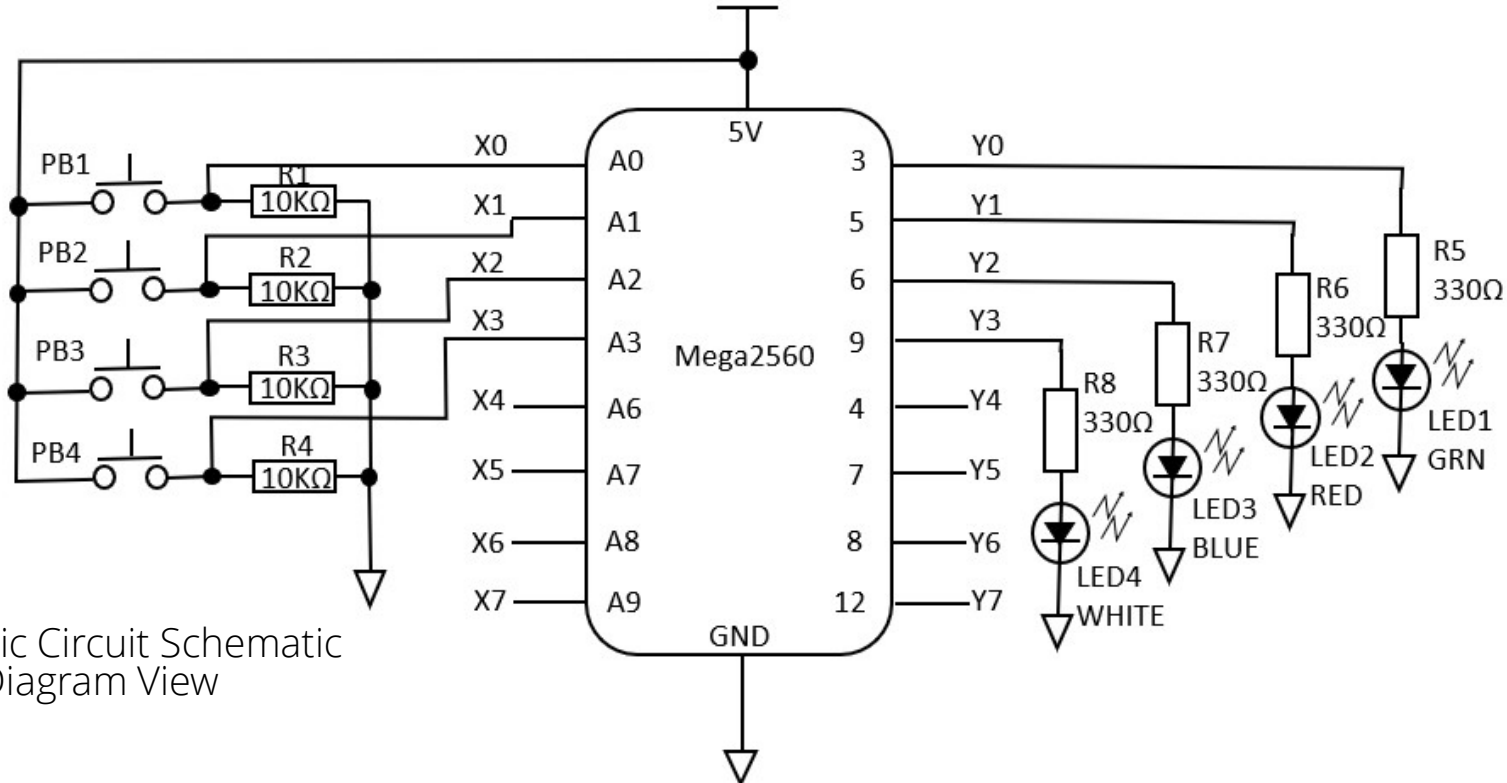 5V
PB1
R1
10KΩ
PB2
R2
10KΩ
PB3
R3
10KΩ
PB4
R4
10KΩ
X0
X1
X2
X3
X4
X5
X6
X7
A0
A1
A2
A3
A6
A7
A8
A9
Mega2560
GND
3
5
6
9
4
7
8
12
Y0
Y1
Y2
Y3
Y4
Y5
Y6
Y7
R8
330Ω
LED4
WHITE
R7
330Ω
LED3
BLUE
R6
330Ω
LED2
RED
R5
330Ω
LED1
GRN
ic Circuit Schematic
Diagram View